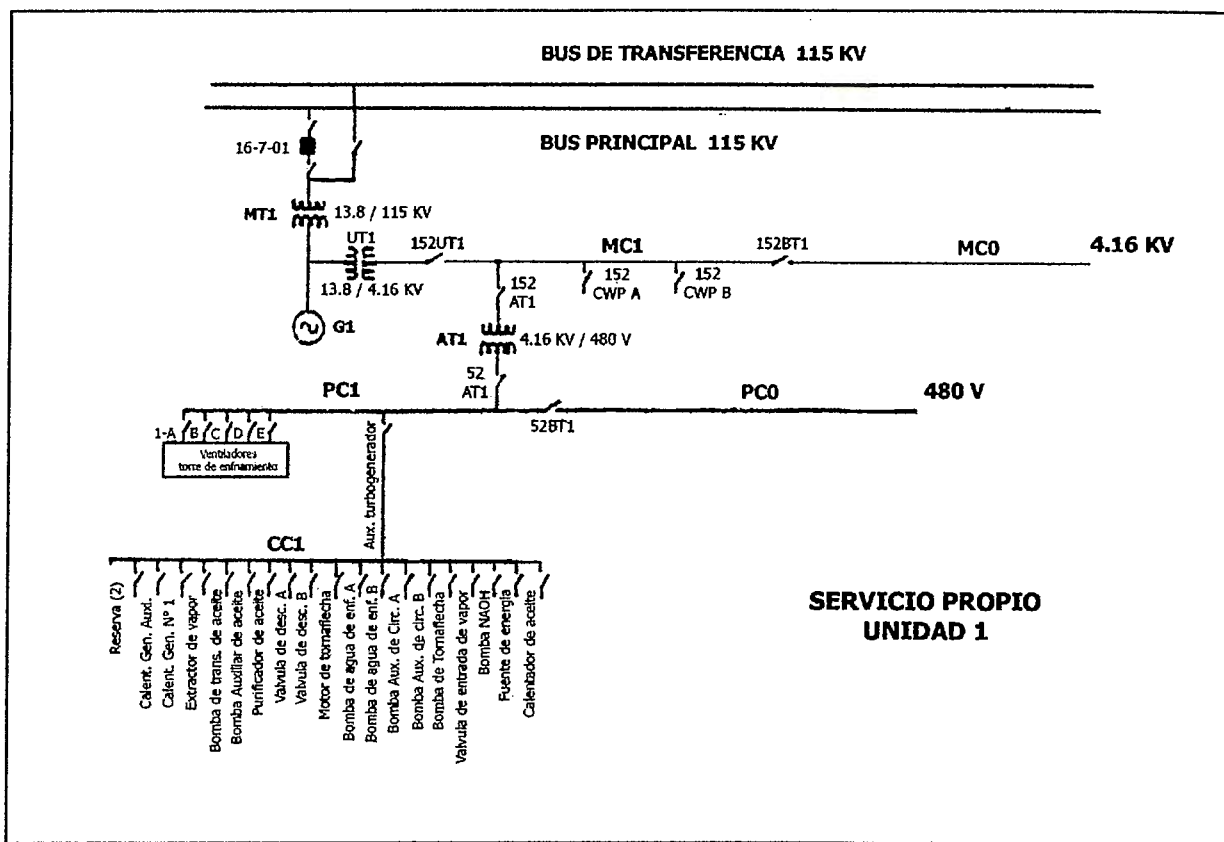 BUS DE TRANSFERENCIA 115 KV
BUS PRINCIPAL 115 KV
16-7-01
MT1
13.8 / 115 KV
UT1
152UT1
MC1
152BT1
MC0
4.16 KV
13.8 / 4.16 KV
152
AT1
152
CWP A
152
CWP B
G1
AT1
4.16 KV / 480 V
52
AT1
PC1
PC0
480 V
52BT1
1-A
B
C
D
E
Ventiladores
torre de enfriamiento
Aux. turbogenerador
CC1
Reserva (2)
Calent. Gen. Aux.
Calent. Gen. Nº 1
Extractor de vapor
Bomba de trans. de aceite
Bomba Auxiliar de aceite
Purificador de aceite
Valvula de desc. A
Valvula de desc. B
Motor de tornaflecha
Bomba de agua de enf. A
Bomba de agua de enf. B
Bomba Aux. de Circ. A
Bomba Aux. de circ. B
Bomba de Tornaflecha
Valvula de entrada de vapor
Bomba NAOH
Fuente de energía
Calentador de aceite
SERVICIO PROPIO
UNIDAD 1